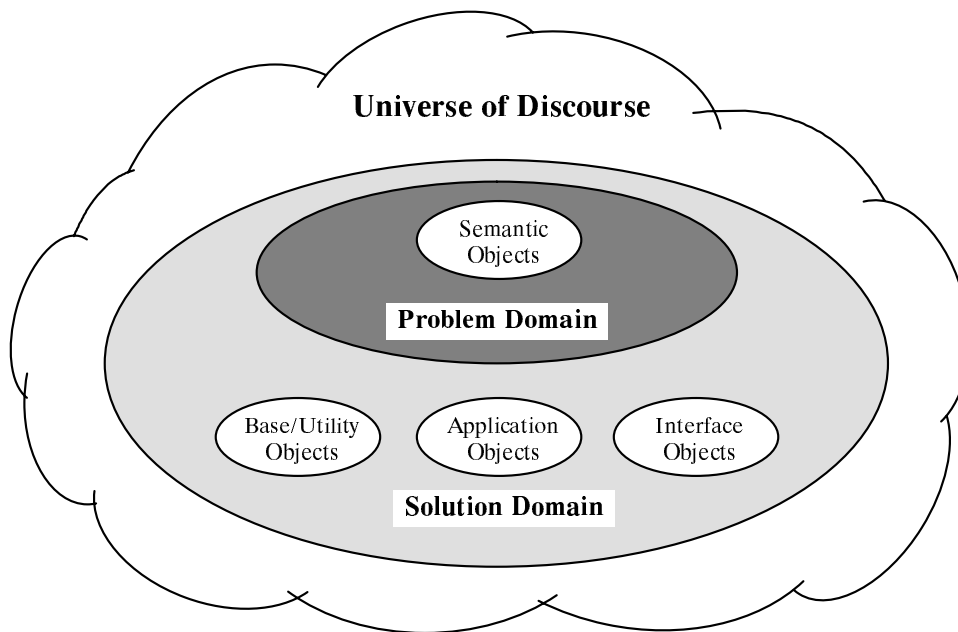 Universe of Discourse
Semantic
Objects
Problem Domain
Base/Utility
Objects
Application
Objects
Interface
Objects
Solution Domain